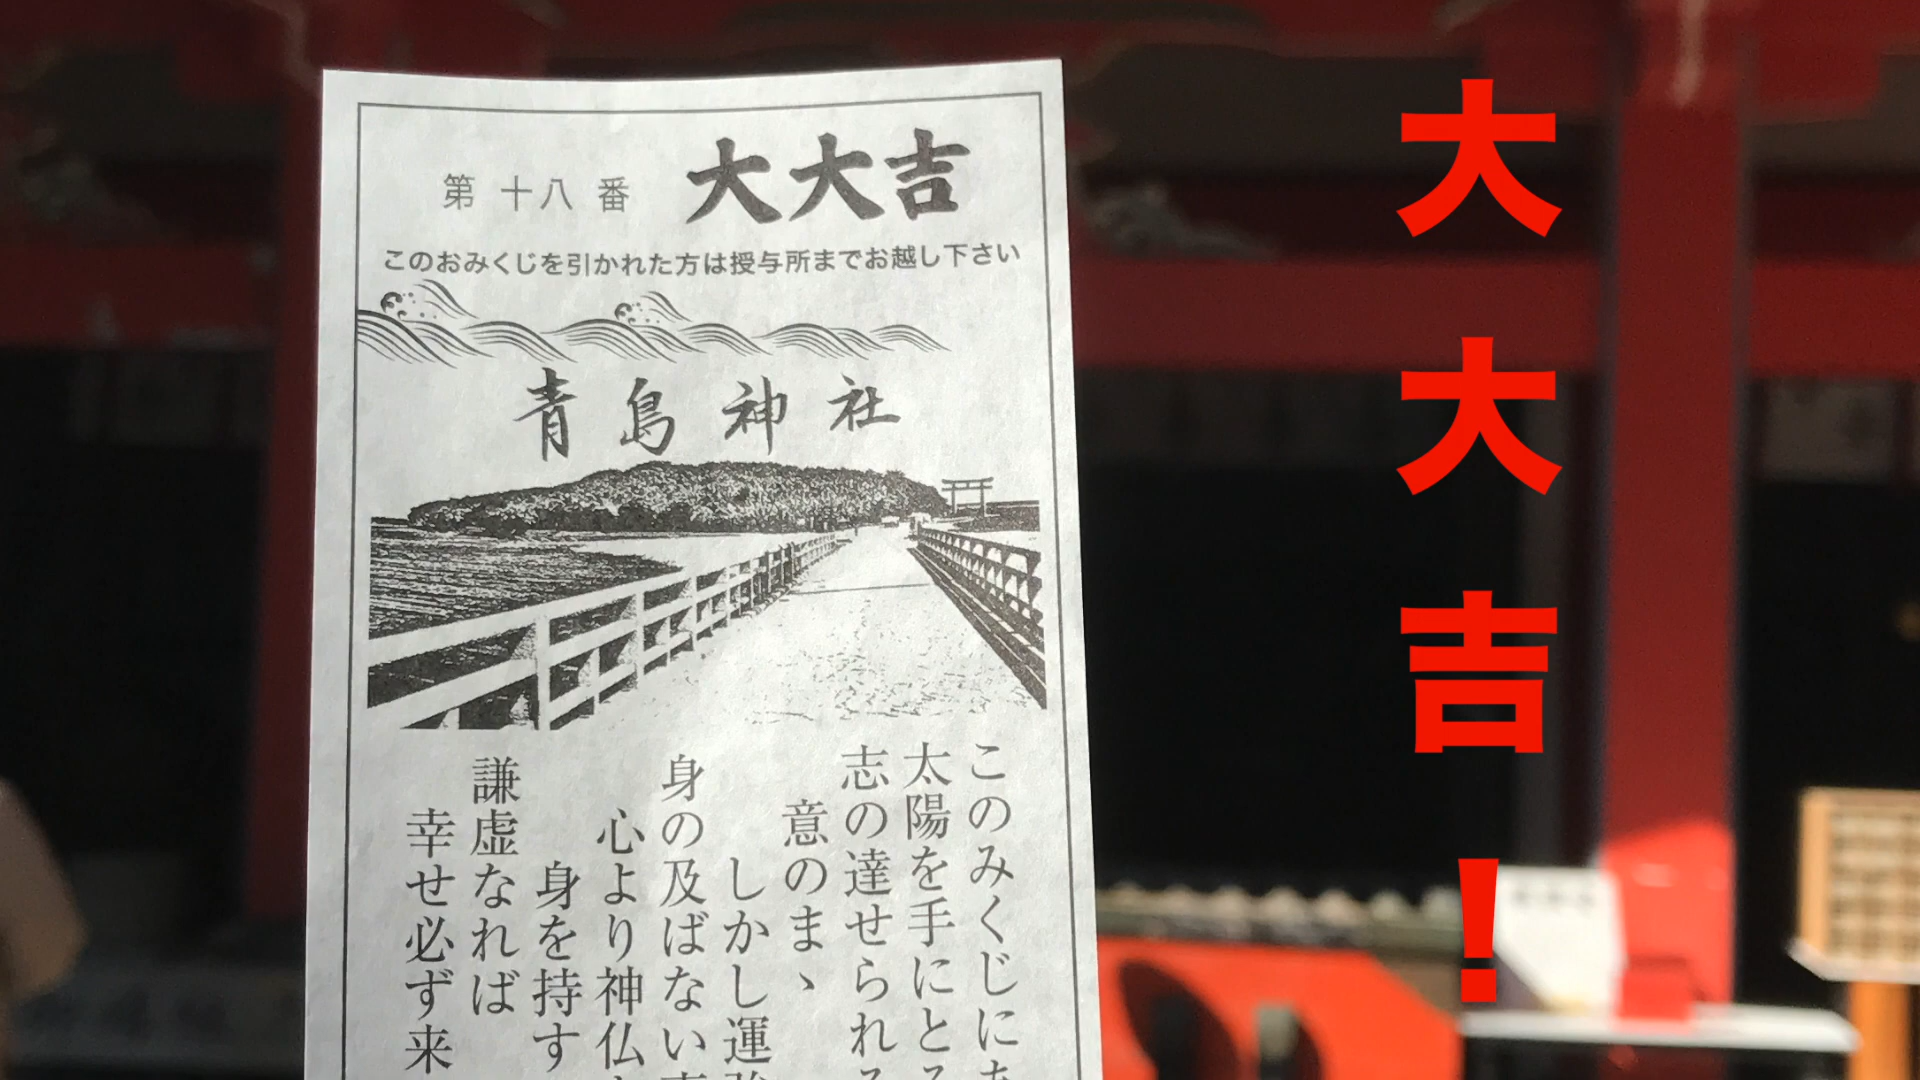 第十八番 大大吉
このおみくじを引かれた方は授与所までお越し下さい
青島神社
このみくじにあ
太陽を手にとる
志の達せられる
意のまゝ
しかし運強
身の及ばない
心より神仏
身を持す
謙虚なれば
幸せ必ず来
大大吉！